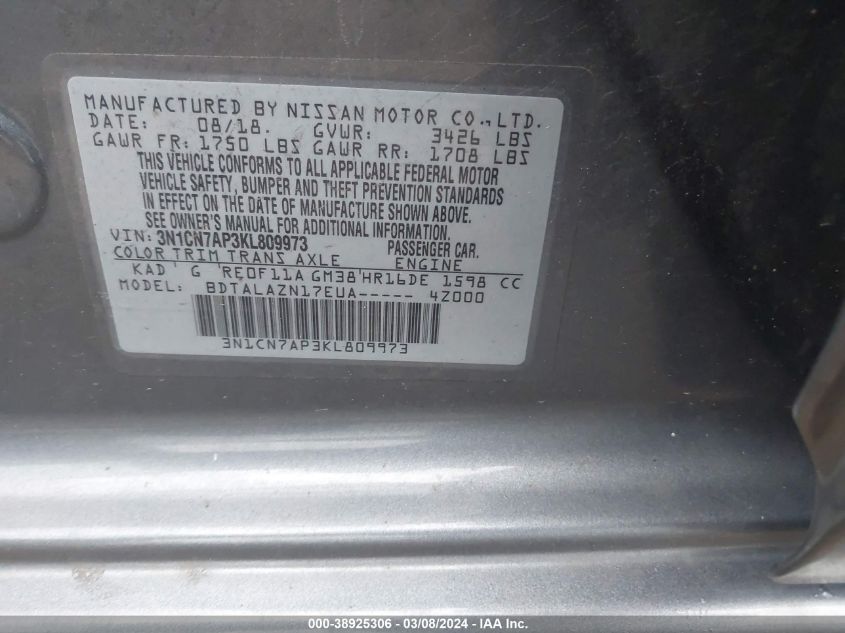 MANUFACTURED BY NISSAN MOTOR CO.,LTD.
DATE: 08/18. GVWR: 3426 LBS
GAWR FR: 1750 LBS GAWR RR: 1708 LBS
THIS VEHICLE CONFORMS TO ALL APPLICABLE FEDERAL MOTOR
VEHICLE SAFETY, BUMPER AND THEFT PREVENTION STANDARDS
IN EFFECT ON THE DATE OF MANUFACTURE SHOWN ABOVE.
SEE OWNER'S MANUAL FOR ADDITIONAL INFORMATION.
VIN: 3N1CN7AP3KL809973 PASSENGER CAR.
COLOR TRIM TRANS AXLE ENGINE
KAD G RE0F11A GM38 HR16DE 1598 CC
MODEL: BDTALAZN17EUA----- 4Z000
3N1CN7AP3KL809973
000-38925306 - 03/08/2024 - IAA Inc.